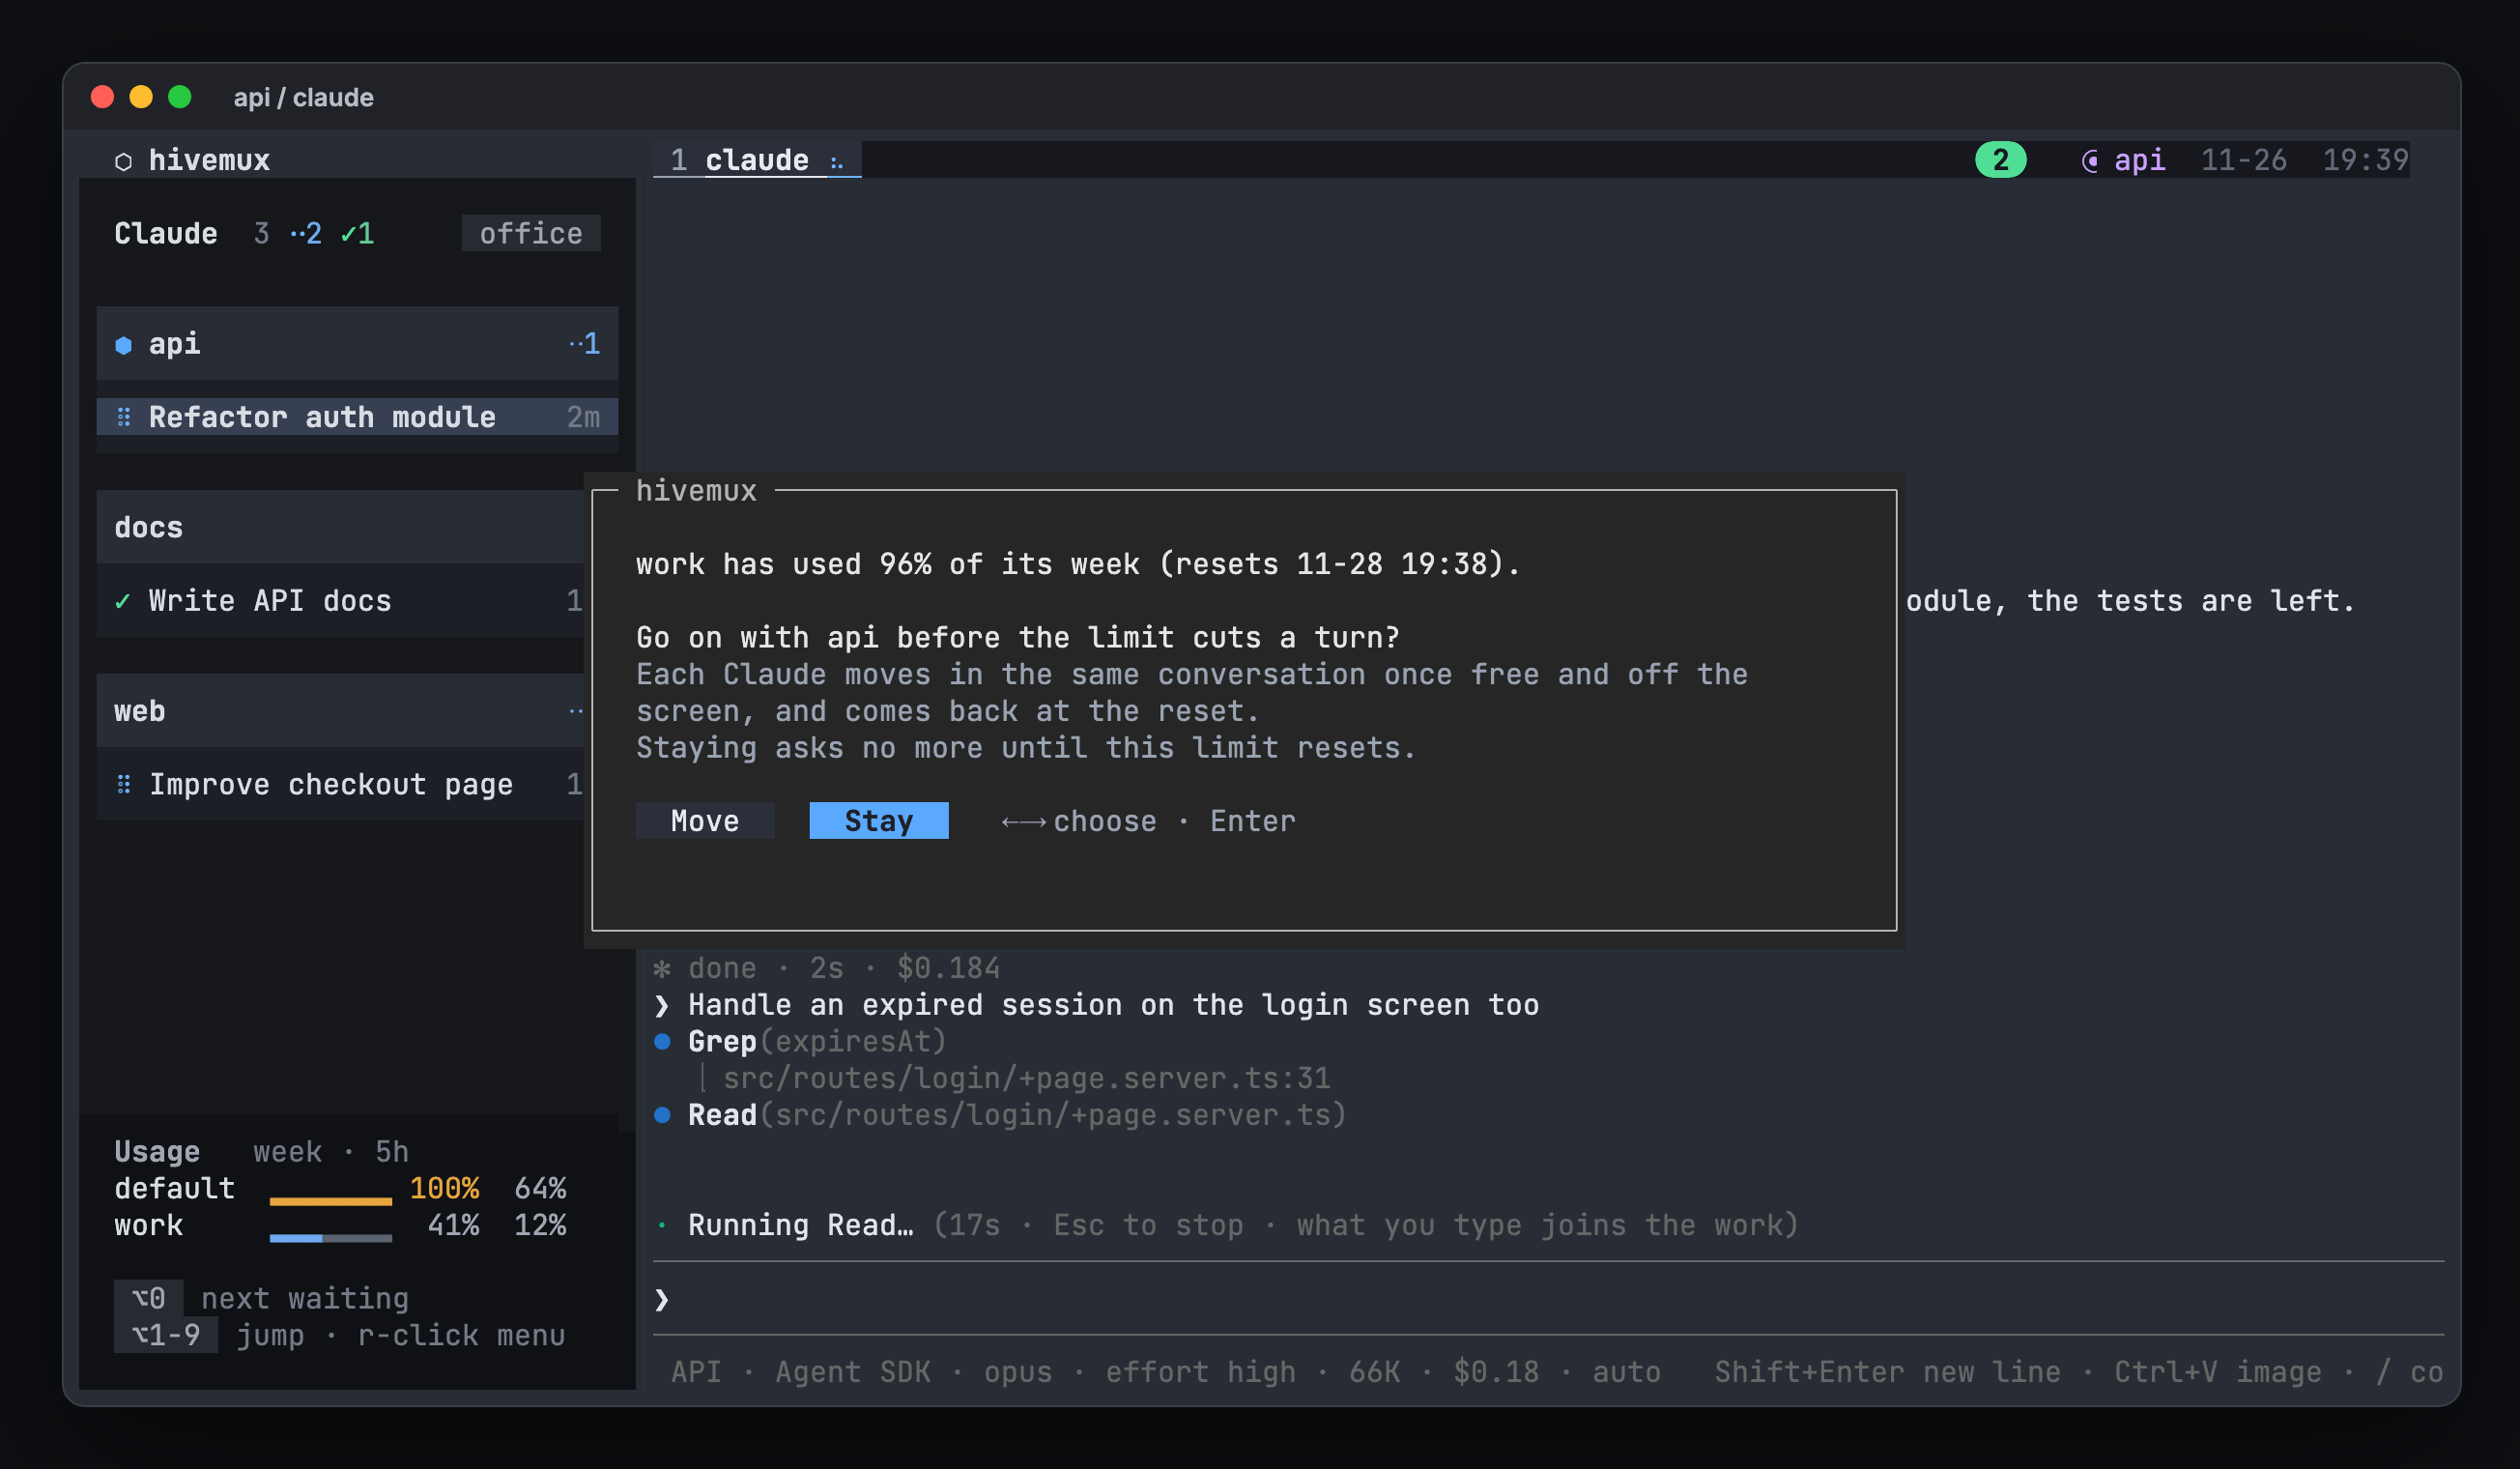 api / claude
hivemux
1 claude
2 api 11-26 19:39
Claude 3 ··2 ✓1 office
api ··1
Refactor auth module 2m
docs
✓ Write API docs 1
web ··
Improve checkout page 1
hivemux
work has used 96% of its week (resets 11-28 19:38).
Go on with api before the limit cuts a turn?
Each Claude moves in the same conversation once free and off the
screen, and comes back at the reset.
Staying asks no more until this limit resets.
Move Stay ←→ choose · Enter
odule, the tests are left.
✻ done · 2s · $0.184
❯ Handle an expired session on the login screen too
● Grep(expiresAt)
⎣ src/routes/login/+page.server.ts:31
● Read(src/routes/login/+page.server.ts)
· Running Read… (17s · Esc to stop · what you type joins the work)
❯
API · Agent SDK · opus · effort high · 66K · $0.18 · auto Shift+Enter new line · Ctrl+V image · / co
Usage week · 5h
default 100% 64%
work 41% 12%
⌥0 next waiting
⌥1-9 jump · r-click menu